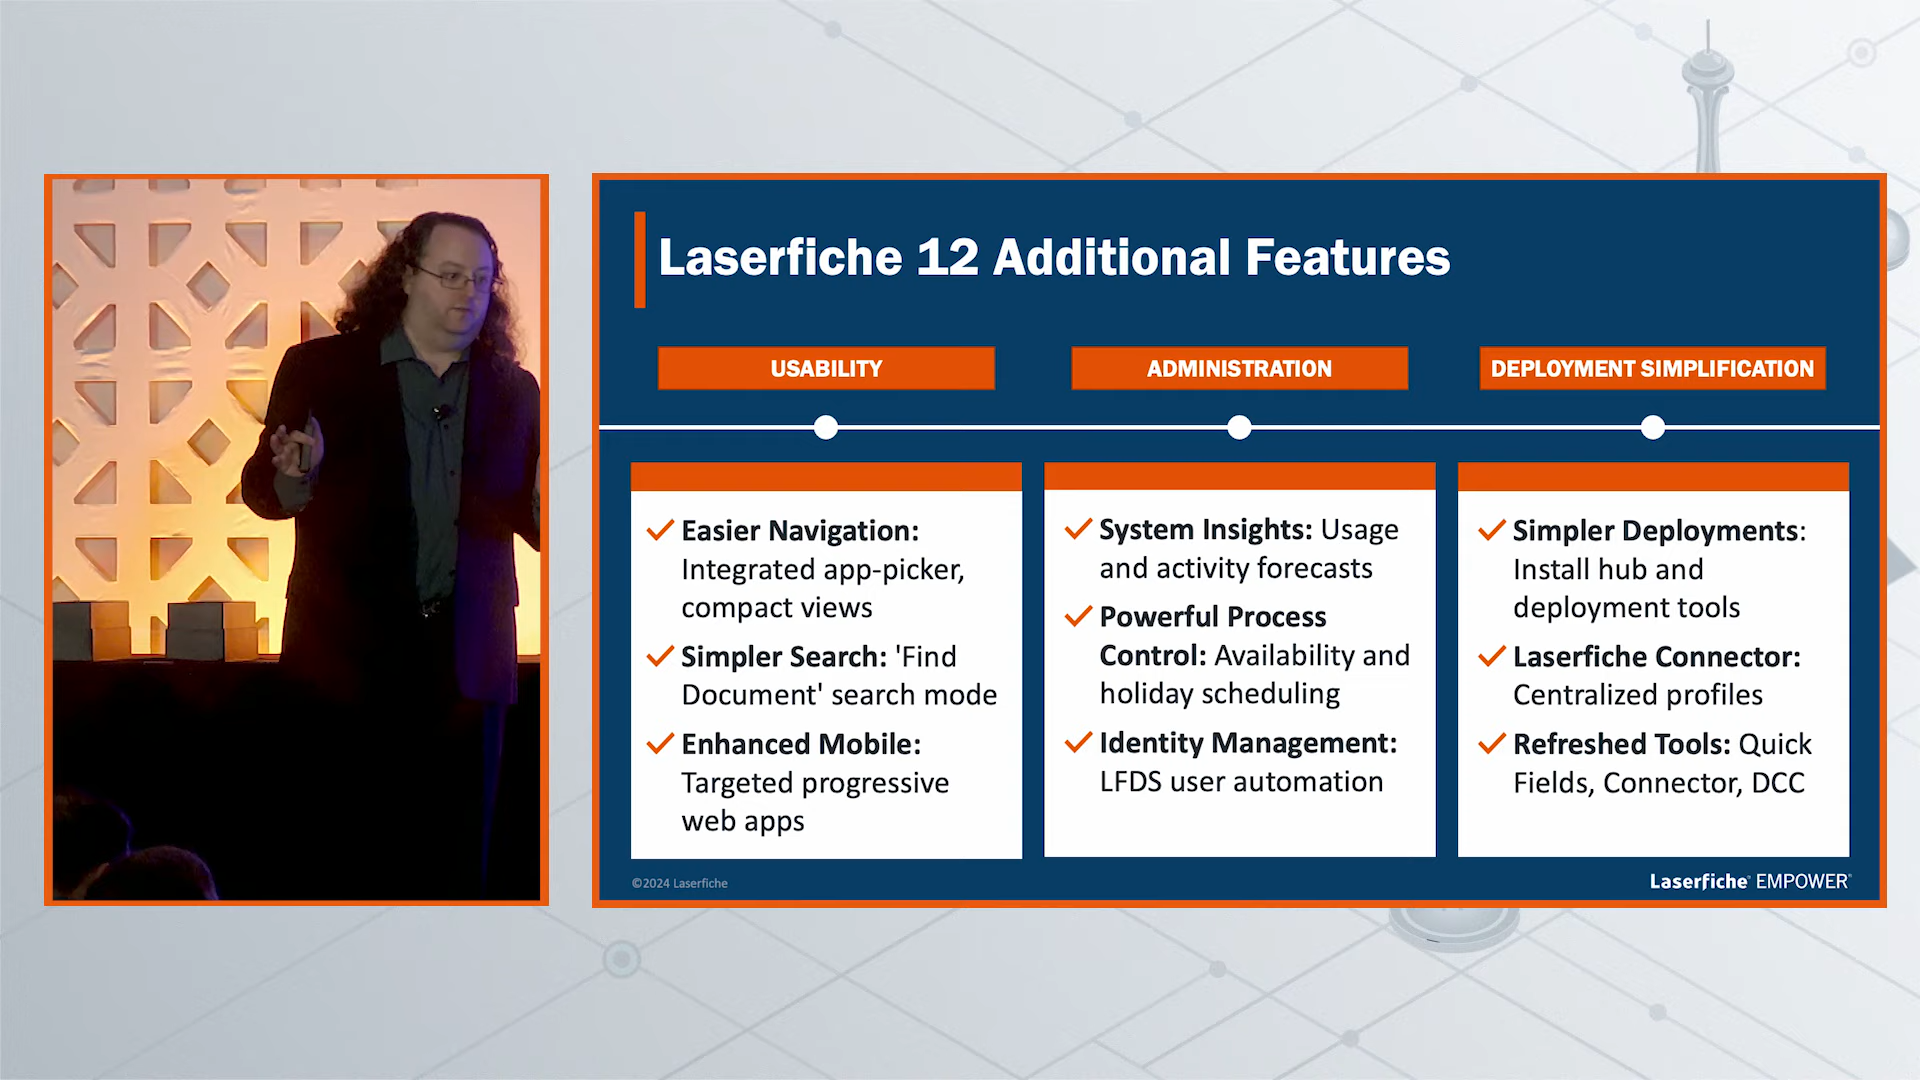 Laserfiche 12 Additional Features
USABILITY
ADMINISTRATION
DEPLOYMENT SIMPLIFICATION
Easier Navigation:
Integrated app-picker,
compact views
Simpler Search: 'Find
Document' search mode
Enhanced Mobile:
Targeted progressive
web apps
System Insights: Usage
and activity forecasts
Powerful Process
Control: Availability and
holiday scheduling
Identity Management:
LFDS user automation
Simpler Deployments:
Install hub and
deployment tools
Laserfiche Connector:
Centralized profiles
Refreshed Tools: Quick
Fields, Connector, DCC
©2024 Laserfiche
Laserfiche® EMPOWER®